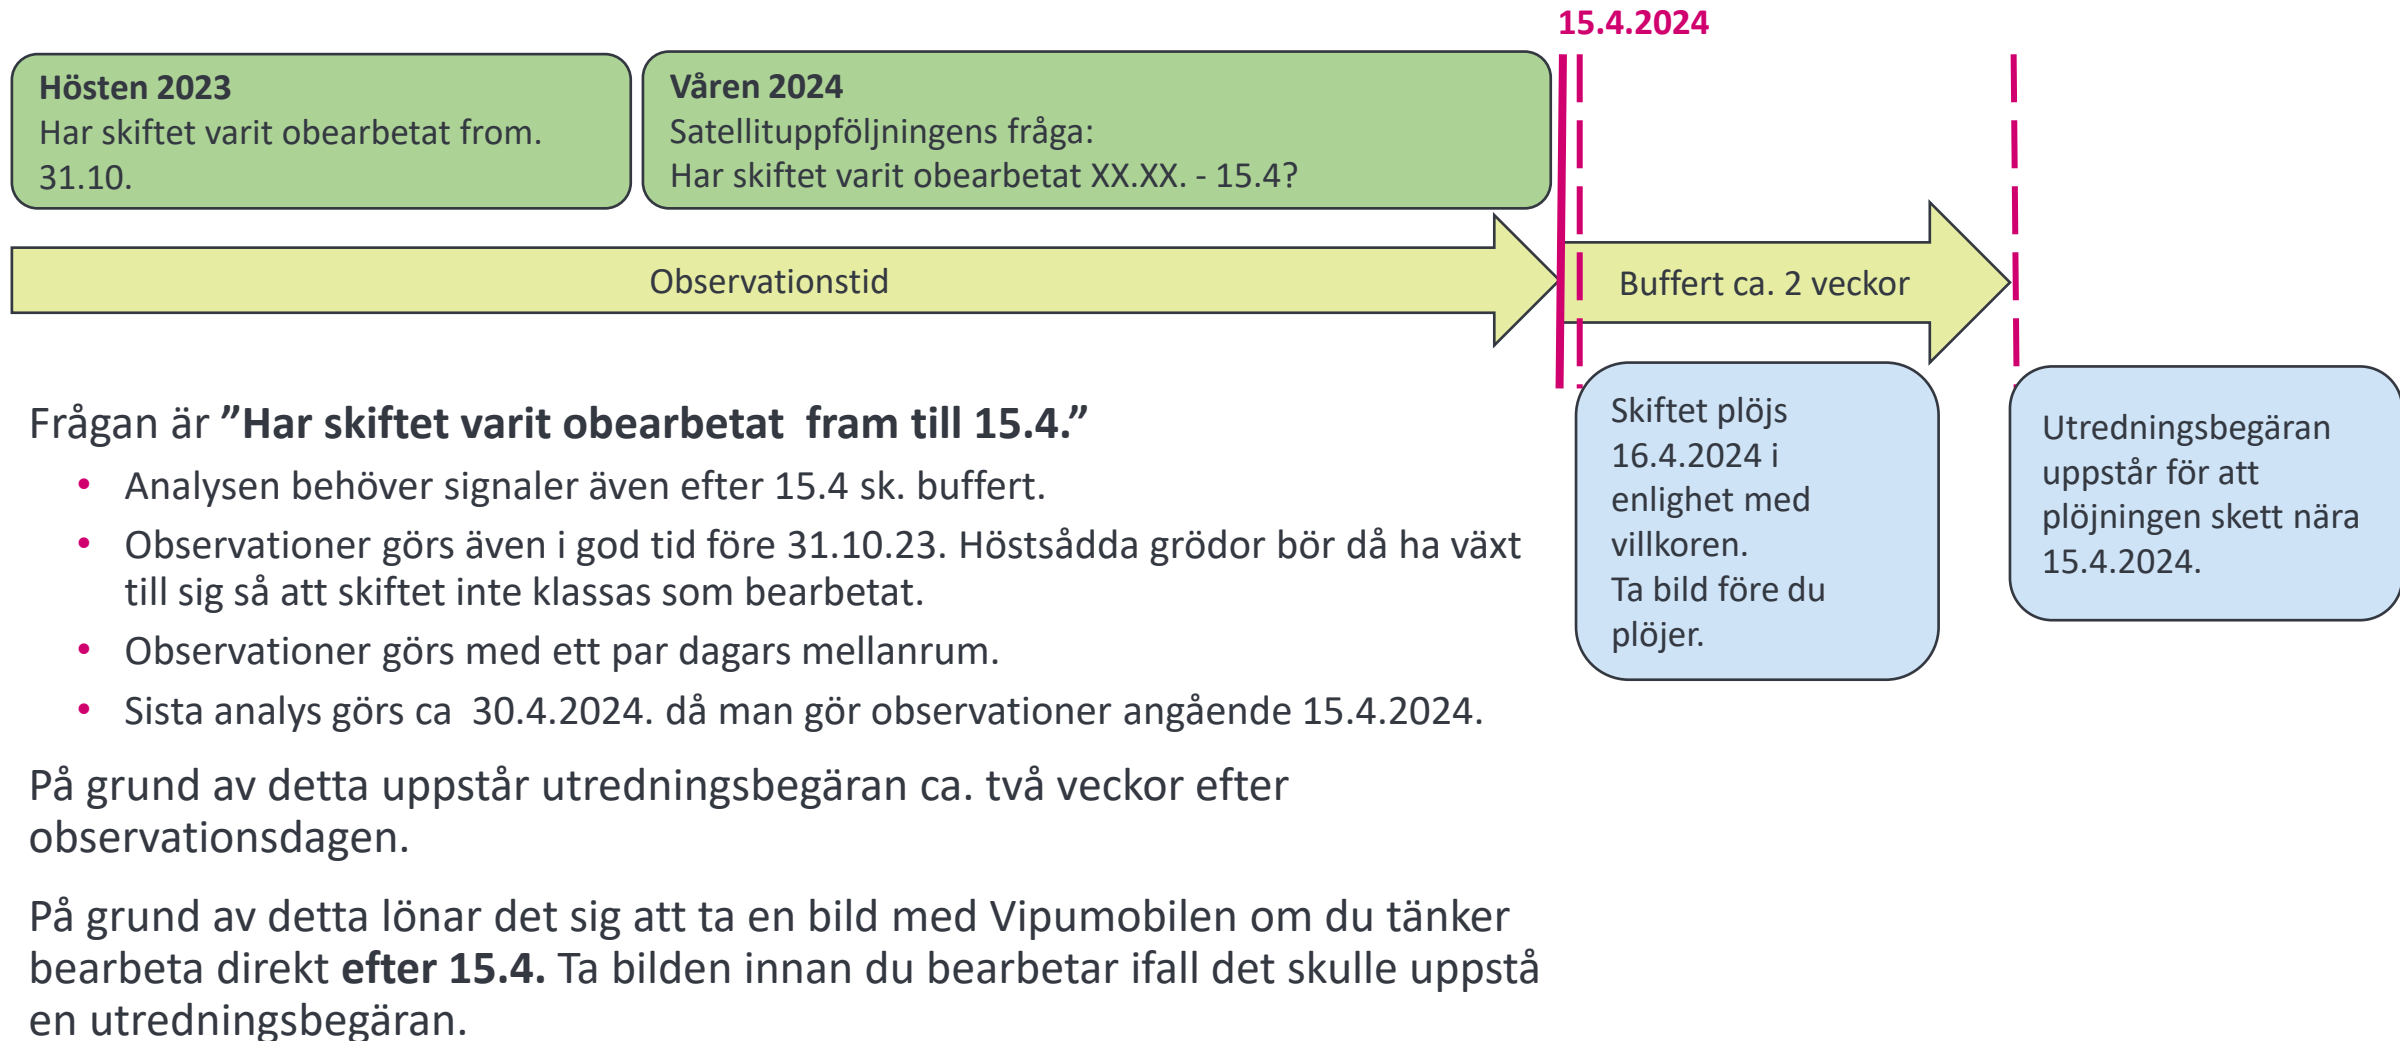 15.4.2024
Hösten 2023
Har skiftet varit obearbetat from.
31.10.
Våren 2024
Satellituppföljningens fråga:
Har skiftet varit obearbetat XX.XX. - 15.4?
Observationstid
Buffert ca. 2 veckor
Frågan är ”Har skiftet varit obearbetat  fram till 15.4.”
• Analysen behöver signaler även efter 15.4 sk. buffert.
• Observationer görs även i god tid före 31.10.23. Höstsådda grödor bör då ha växt
till sig så att skiftet inte klassas som bearbetat.
• Observationer görs med ett par dagars mellanrum.
• Sista analys görs ca  30.4.2024. då man gör observationer angående 15.4.2024.
På grund av detta uppstår utredningsbegäran ca. två veckor efter
observationsdagen.
På grund av detta lönar det sig att ta en bild med Vipumobilen om du tänker
bearbeta direkt efter 15.4. Ta bilden innan du bearbetar ifall det skulle uppstå
en utredningsbegäran.
Skiftet plöjs
16.4.2024 i
enlighet med
villkoren.
Ta bild före du
plöjer.
Utredningsbegäran
uppstår för att
plöjningen skett nära
15.4.2024.